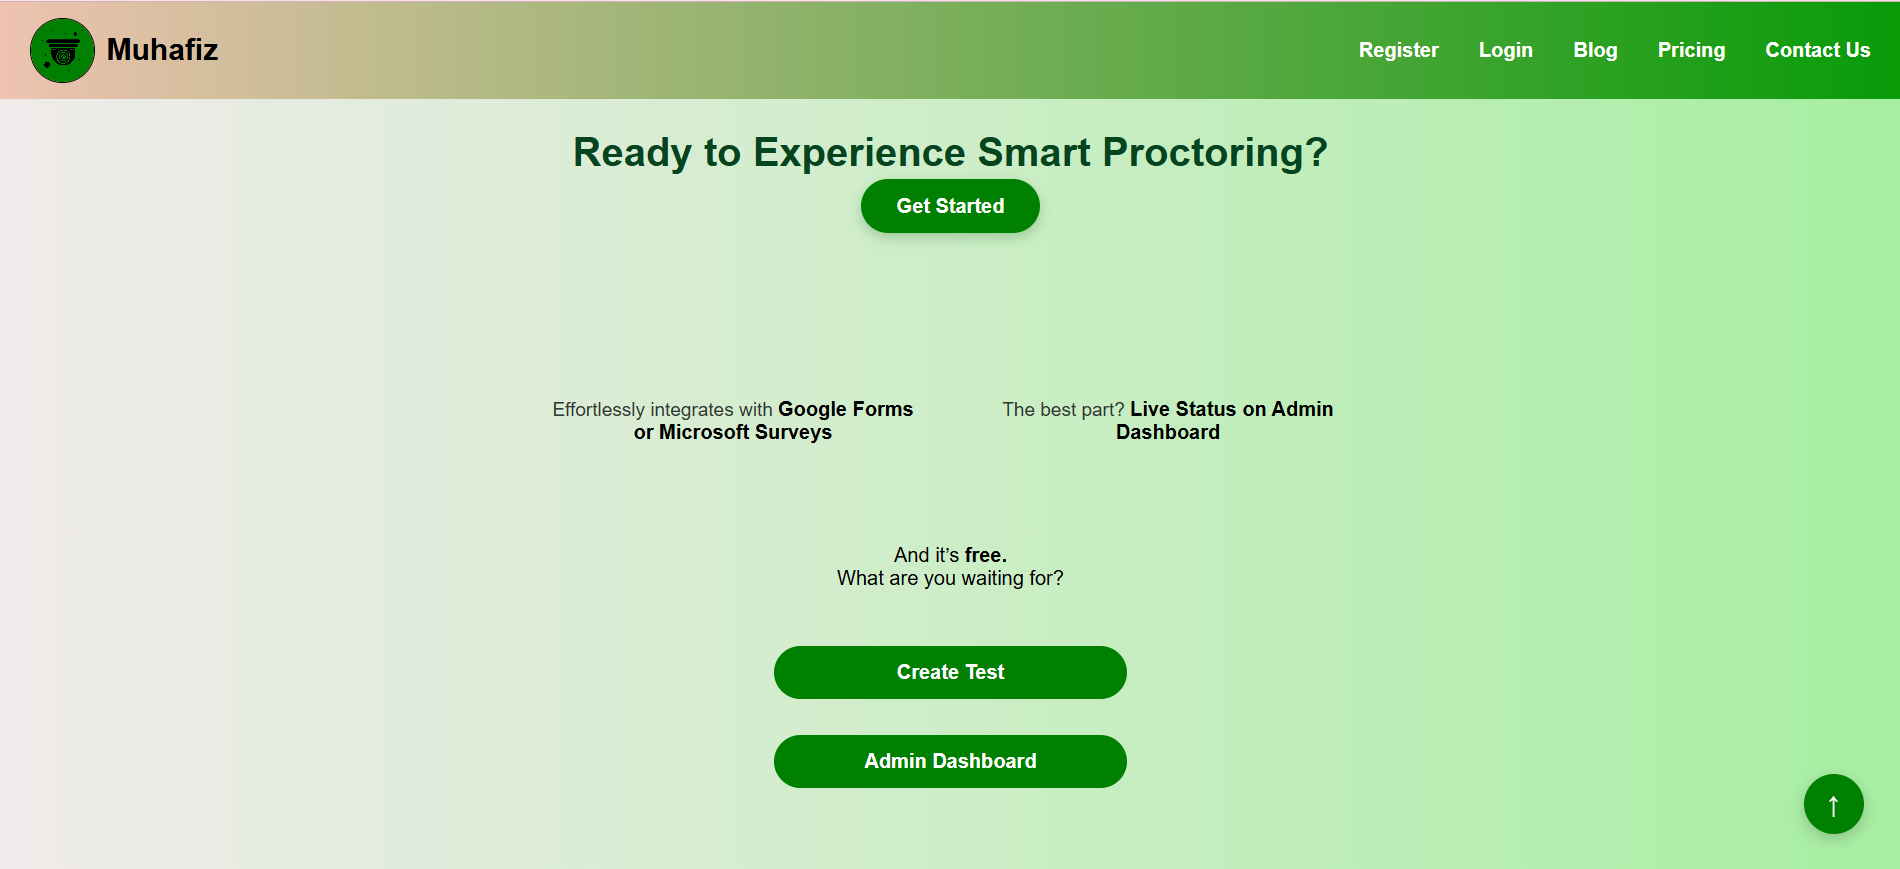 Muhafiz
Register
Login
Blog
Pricing
Contact Us
Ready to Experience Smart Proctoring?
Get Started
Effortlessly integrates with Google Forms
or Microsoft Surveys
The best part? Live Status on Admin
Dashboard
And it’s free.
What are you waiting for?
Create Test
Admin Dashboard
↑